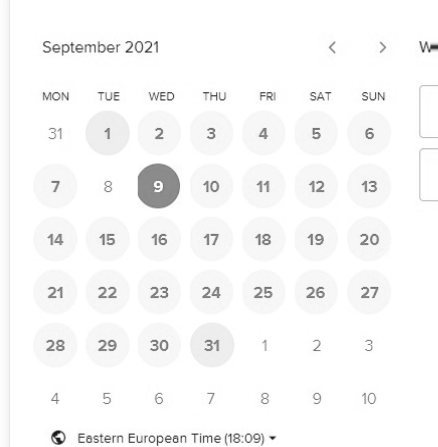 September 2021 < >
MON TUE WED THU FRI SAT SUN
31 1 2 3 4 5 6
7 8 9 10 11 12 13
14 15 16 17 18 19 20
21 22 23 24 25 26 27
28 29 30 31 1 2 3
4 5 6 7 8 9 10
Eastern European Time (18:09)